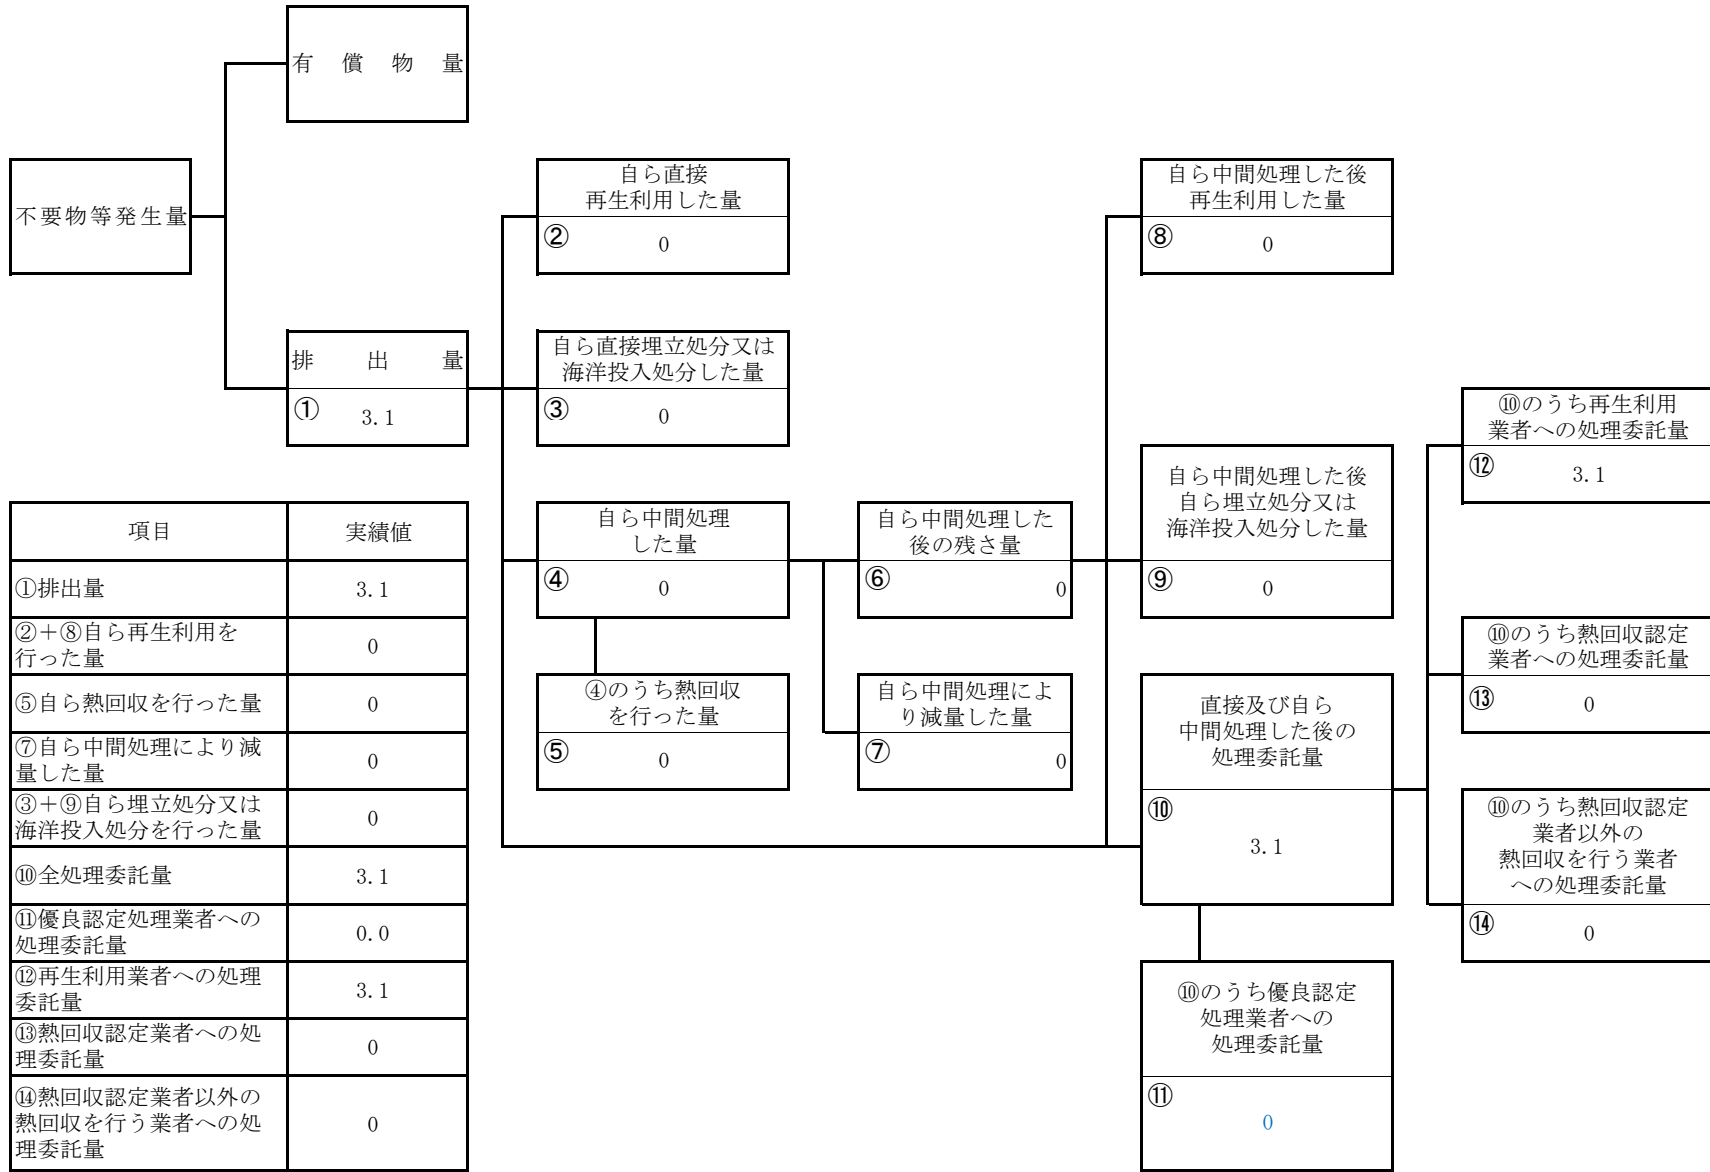 有償物量
不要物等発生量
排出量
① 3.1
自ら直接
再生利用した量
② 0
自ら直接埋立処分又は
海洋投入処分した量
③ 0
自ら中間処理
した量
④ 0
④のうち熱回収
を行った量
⑤ 0
自ら中間処理した
後の残さ量
⑥ 0
自ら中間処理によ
り減量した量
⑦ 0
自ら中間処理した後
再生利用した量
⑧ 0
自ら中間処理した後
自ら埋立処分又は
海洋投入処分した量
⑨ 0
直接及び自ら
中間処理した後の
処理委託量
⑩
3.1
⑩のうち優良認定
処理業者への
処理委託量
⑪
0
⑩のうち再生利用
業者への処理委託量
⑫ 3.1
⑩のうち熱回収認定
業者への処理委託量
⑬ 0
⑩のうち熱回収認定
業者以外の
熱回収を行う業者
への処理委託量
⑭ 0
項目 実績値
①排出量 3.1
②＋⑧自ら再生利用を
行った量 0
⑤自ら熱回収を行った量 0
⑦自ら中間処理により減
量した量 0
③＋⑨自ら埋立処分又は
海洋投入処分を行った量 0
⑩全処理委託量 3.1
⑪優良認定処理業者への
処理委託量 0.0
⑫再生利用業者への処理
委託量 3.1
⑬熱回収認定業者への処
理委託量 0
⑭熱回収認定業者以外の
熱回収を行う業者への処
理委託量 0